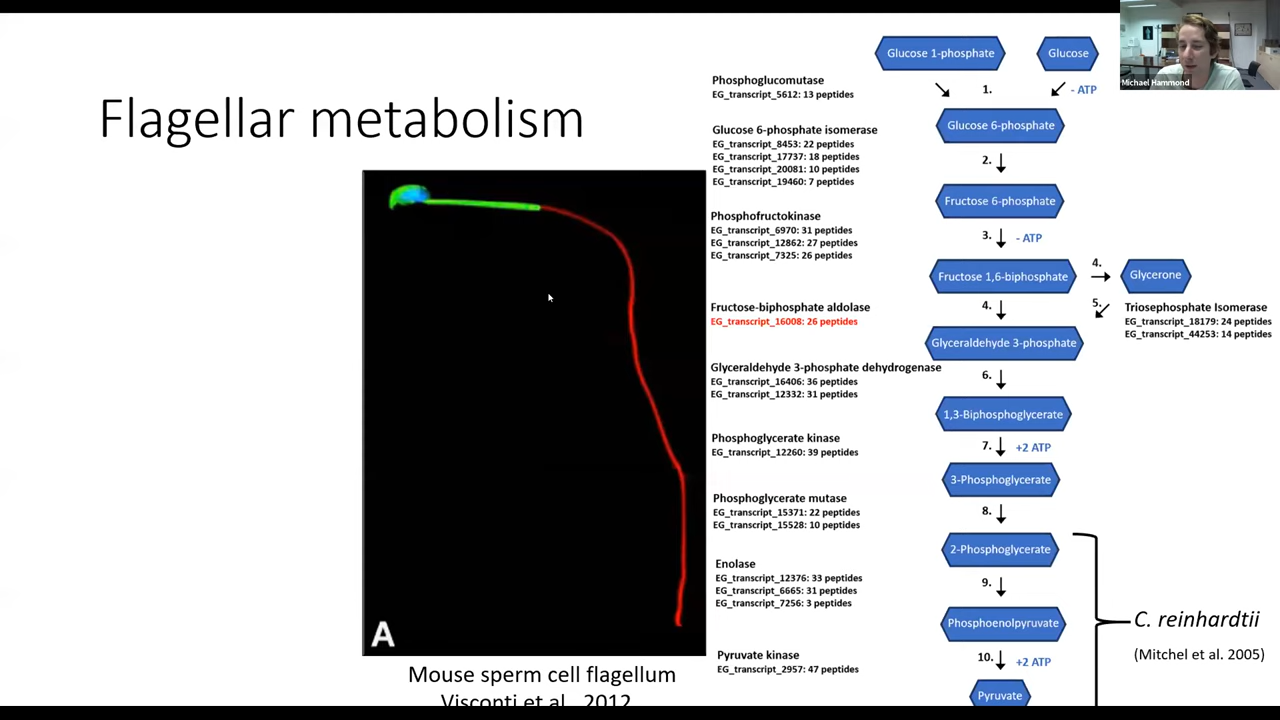 Flagellar metabolism
A
Mouse sperm cell flagellum
Visconti et al. 2012
Phosphoglucomutase
EG_transcript_5612: 13 peptides
Glucose 6-phosphate isomerase
EG_transcript_8453: 22 peptides
EG_transcript_17737: 18 peptides
EG_transcript_20081: 10 peptides
EG_transcript_19460: 7 peptides
Phosphofructokinase
EG_transcript_6970: 31 peptides
EG_transcript_12862: 27 peptides
EG_transcript_7325: 26 peptides
Fructose-biphosphate aldolase
EG_transcript_16008: 26 peptides
Glyceraldehyde 3-phosphate dehydrogenase
EG_transcript_16406: 36 peptides
EG_transcript_12332: 31 peptides
Phosphoglycerate kinase
EG_transcript_12260: 39 peptides
Phosphoglycerate mutase
EG_transcript_15371: 22 peptides
EG_transcript_15528: 10 peptides
Enolase
EG_transcript_12376: 33 peptides
EG_transcript_6665: 31 peptides
EG_transcript_7256: 3 peptides
Pyruvate kinase
EG_transcript_2957: 47 peptides
Glucose 1-phosphate
Glucose
1.
- ATP
Glucose 6-phosphate
2.
Fructose 6-phosphate
3.
- ATP
Fructose 1,6-biphosphate
4.
Glycerone
4.
5.
Triosephosphate Isomerase
EG_transcript_18179: 24 peptides
EG_transcript_44253: 14 peptides
Glyceraldehyde 3-phosphate
6.
1,3-Biphosphoglycerate
7.
+2 ATP
3-Phosphoglycerate
8.
2-Phosphoglycerate
9.
Phosphoenolpyruvate
10.
+2 ATP
Pyruvate
C. reinhardtii
(Mitchel et al. 2005)
Michael Hammond